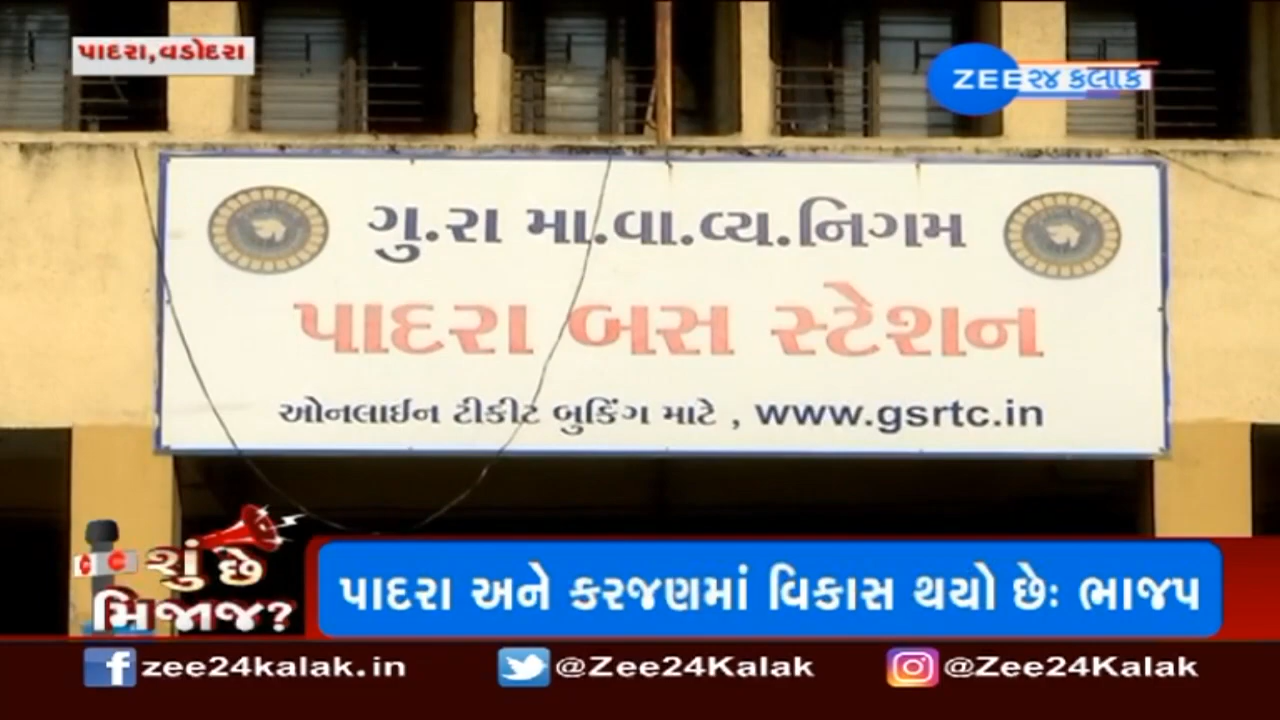 પાદરા,વડોદરા
ZEE ૨૪ કલાક
ગુ.રા મા.વા.વ્ય.નિગમ
પાદરા બસ સ્ટેશન
ઓનલાઈન ટીકીટ બુકિંગ માટે , www.gsrtc.in
શું છે
મિજાજ?
પાદરા અને કરજણમાં વિકાસ થયો છેઃ ભાજપ
zee24kalak.in
@Zee24Kalak
@Zee24Kalak